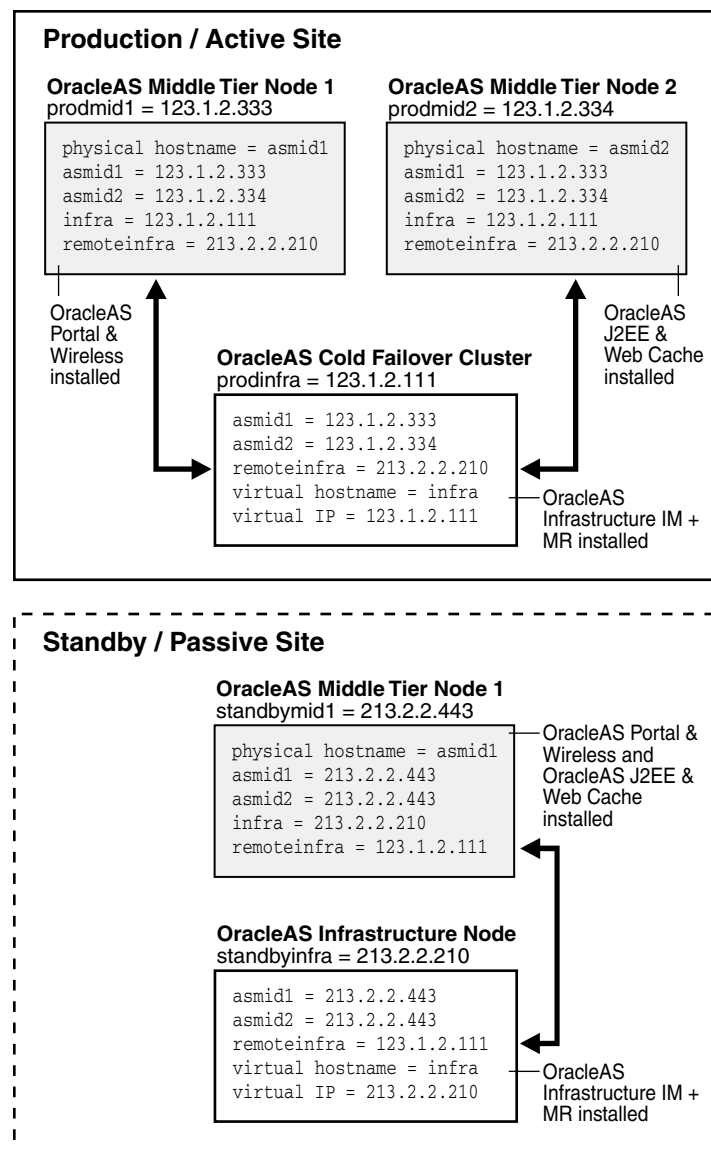 Production / Active Site
OracleAS Middle Tier Node 1
prodmid1 = 123.1.2.333
physical hostname = asmid1
asmid1 = 123.1.2.333
asmid2 = 123.1.2.334
infra = 123.1.2.111
remoteinfra = 213.2.2.210
OracleAS
Portal &
Wireless
installed
OracleAS Middle Tier Node 2
prodmid2 = 123.1.2.334
physical hostname = asmid2
asmid1 = 123.1.2.333
asmid2 = 123.1.2.334
infra = 123.1.2.111
remoteinfra = 213.2.2.210
OracleAS
J2EE &
Web Cache
installed
OracleAS Cold Failover Cluster
prodinfra = 123.1.2.111
asmid1 = 123.1.2.333
asmid2 = 123.1.2.334
remoteinfra = 213.2.2.210
virtual hostname = infra
virtual IP = 123.1.2.111
OracleAS
Infrastructure IM +
MR installed
Standby / Passive Site
OracleAS Middle Tier Node 1
standbymid1 = 213.2.2.443
physical hostname = asmid1
asmid1 = 213.2.2.443
asmid2 = 213.2.2.443
infra = 213.2.2.210
remoteinfra = 123.1.2.111
OracleAS Portal &
Wireless and
OracleAS J2EE &
Web Cache
installed
OracleAS Infrastructure Node
standbyinfra = 213.2.2.210
asmid1 = 213.2.2.443
asmid2 = 213.2.2.443
remoteinfra = 123.1.2.111
virtual hostname = infra
virtual IP = 213.2.2.210
OracleAS
Infrastructure IM +
MR installed